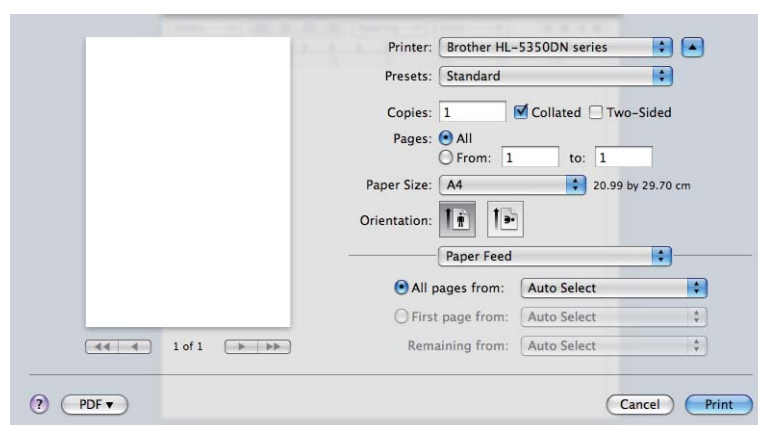 Printer: Brother HL-5350DN series
Presets: Standard
Copies: 1 Collated Two-Sided
Pages: All
From: 1 to: 1
Paper Size: A4 20.99 by 29.70 cm
Orientation:
Paper Feed
All pages from: Auto Select
First page from: Auto Select
1 of 1 Remaining from: Auto Select
? PDF▼ Cancel Print